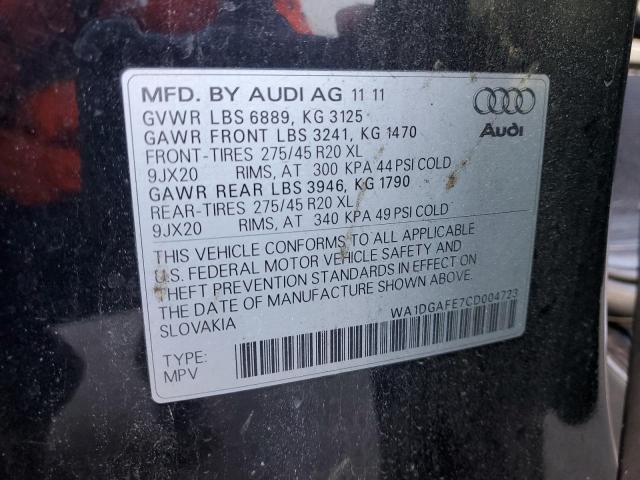 MFD. BY AUDI AG 11 11
GVWR LBS 6889, KG 3125
GAWR FRONT LBS 3241, KG 1470
FRONT-TIRES 275/45 R20 XL
9JX20 RIMS, AT 300 KPA 44 PSI COLD
GAWR REAR LBS 3946, KG 1790
REAR-TIRES 275/45 R20 XL
9JX20 RIMS, AT 340 KPA 49 PSI COLD
Audi
THIS VEHICLE CONFORMS TO ALL APPLICABLE
U.S. FEDERAL MOTOR VEHICLE SAFETY AND
THEFT PREVENTION STANDARDS IN EFFECT ON
THE DATE OF MANUFACTURE SHOWN ABOVE
SLOVAKIA
WA1DGAFE7CD004723
TYPE:
MPV